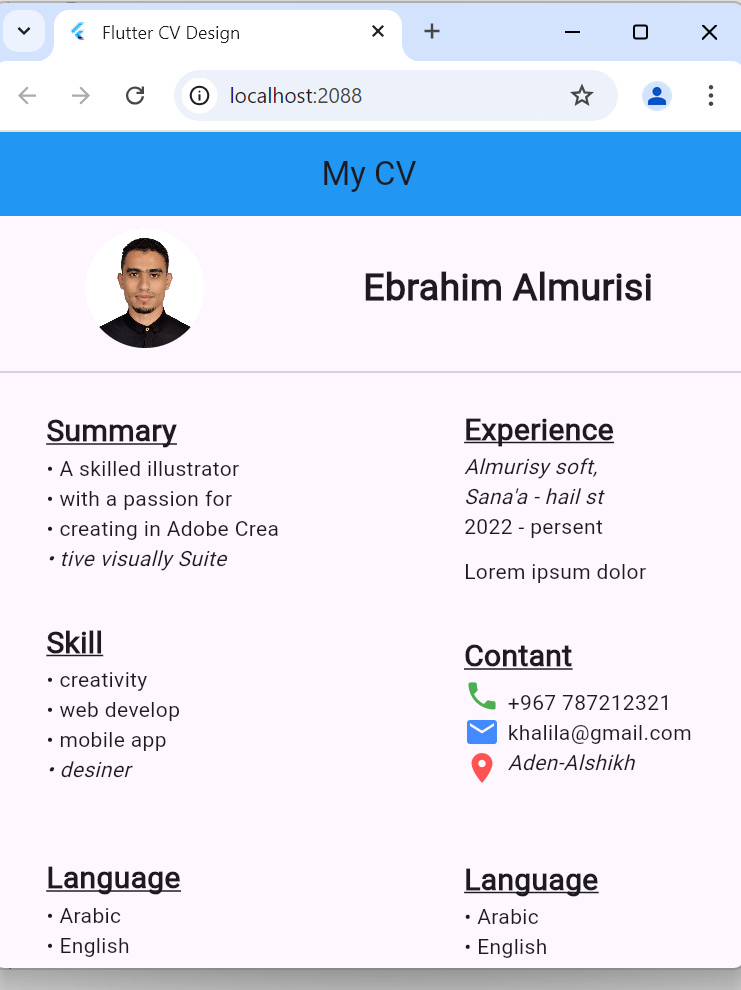 Flutter CV Design
localhost:2088
My CV
Ebrahim Almurisi
Summary
• A skilled illustrator
• with a passion for
• creating in Adobe Crea
• tive visually Suite
Experience
Almurisy soft,
Sana'a - hail st
2022 - persent
Lorem ipsum dolor
Skill
• creativity
• web develop
• mobile app
• desiner
Contant
+967 787212321
khalila@gmail.com
Aden-Alshikh
Language
• Arabic
• English
Language
• Arabic
• English